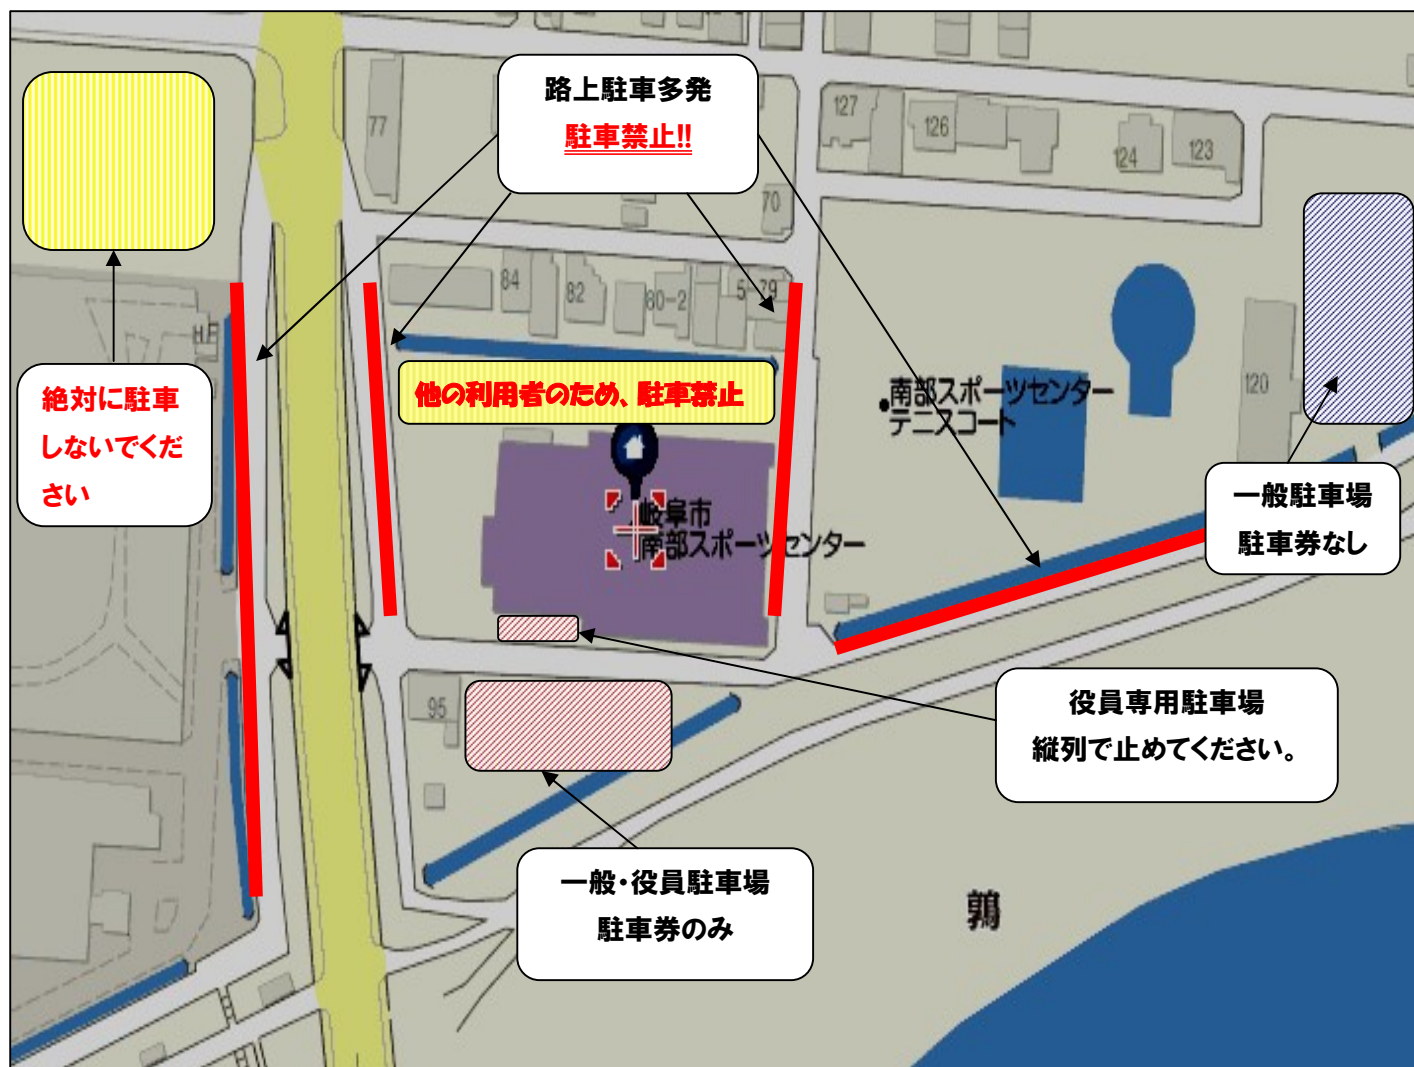 路上駐車多発
駐車禁止!!
77
127
126
124
123
70
84
82
80-2
5-79
120
絶対に駐車
しないでくだ
さい
他の利用者のため、駐車禁止
南部スポーツセンター
テニスコート
岐阜市
南部スポーツセンター
一般駐車場
駐車券なし
95
役員専用駐車場
縦列で止めてください。
一般・役員駐車場
駐車券のみ
鶉